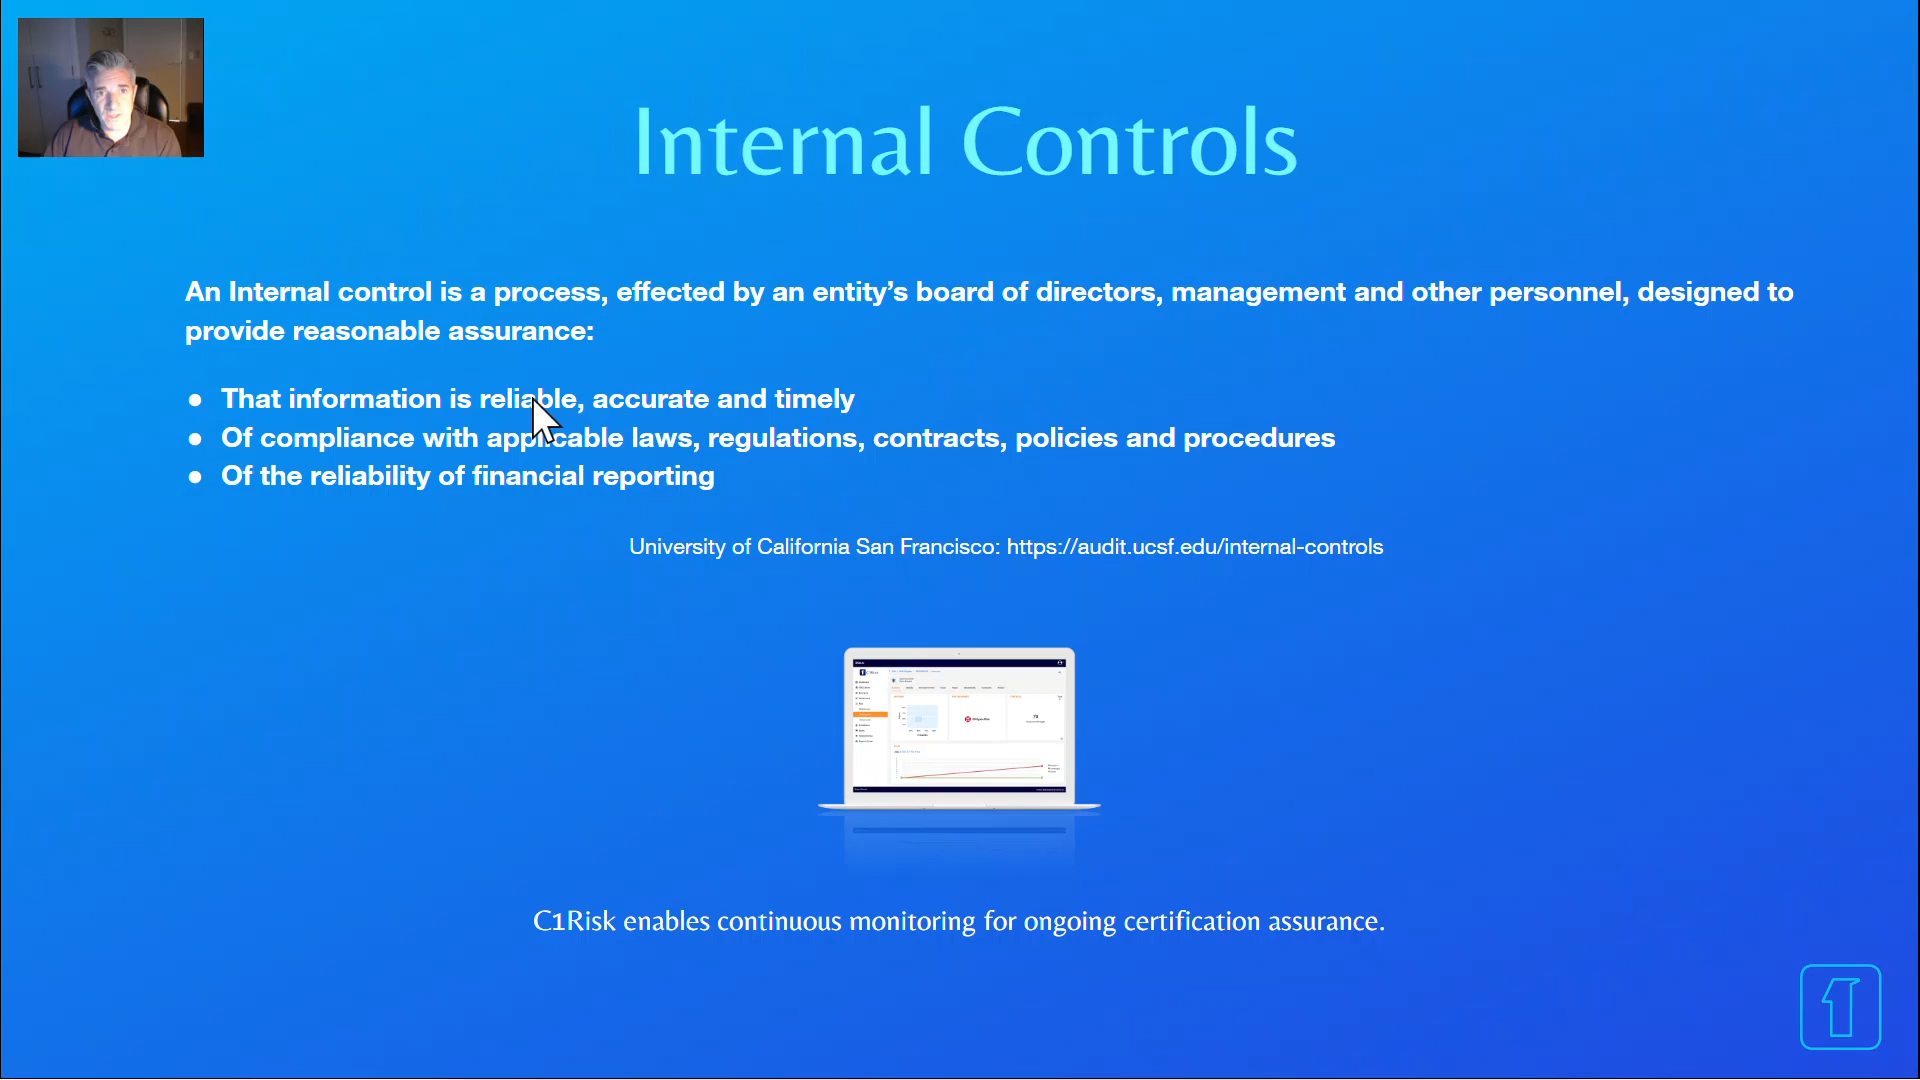 Internal Controls
An Internal control is a process, effected by an entity’s board of directors, management and other personnel, designed to
provide reasonable assurance:
● That information is reliable, accurate and timely
● Of compliance with applicable laws, regulations, contracts, policies and procedures
● Of the reliability of financial reporting
University of California San Francisco: https://audit.ucsf.edu/internal-controls
C1Risk enables continuous monitoring for ongoing certification assurance.